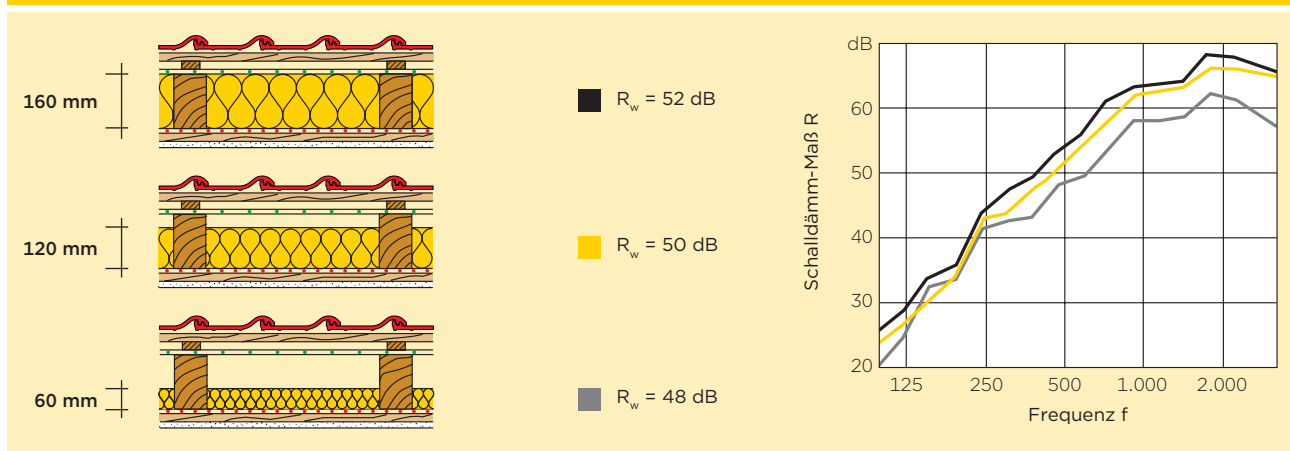 160 mm
R_w = 52 dB
120 mm
R_w = 50 dB
60 mm
R_w = 48 dB
dB
60
50
40
30
20
Schalldämm-Maß R
125 250 500 1.000 2.000
Frequenz f